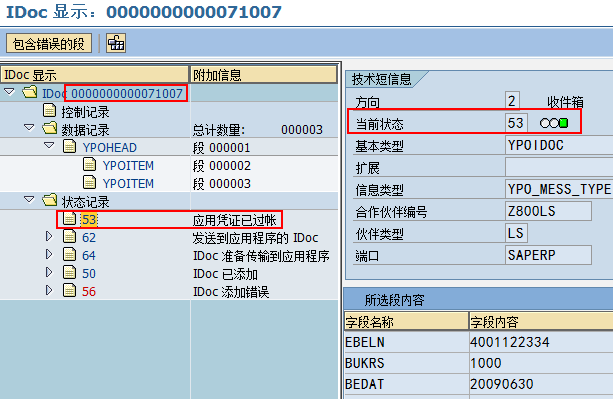 IDoc 显示：0000000000071007
包含错误的段
IDoc 显示 附加信息
IDoc 0000000000071007
控制记录
数据记录 总计数量： 000003
YPOHEAD 段 000001
YPOITEM 段 000002
YPOITEM 段 000003
状态记录
53 应用凭证已过帐
62 发送到应用程序的 IDoc
64 IDoc 准备传输到应用程序
50 IDoc 已添加
56 IDoc 添加错误
技术短信息
方向 2 收件箱
当前状态 53
基本类型 YPOIDOC
扩展
信息类型 YPO_MESS_TYPE
合作伙伴编号 Z800LS
伙伴类型 LS
端口 SAPERP
所选段内容
字段名称 字段内容
EBELN 4001122334
BUKRS 1000
BEDAT 20090630